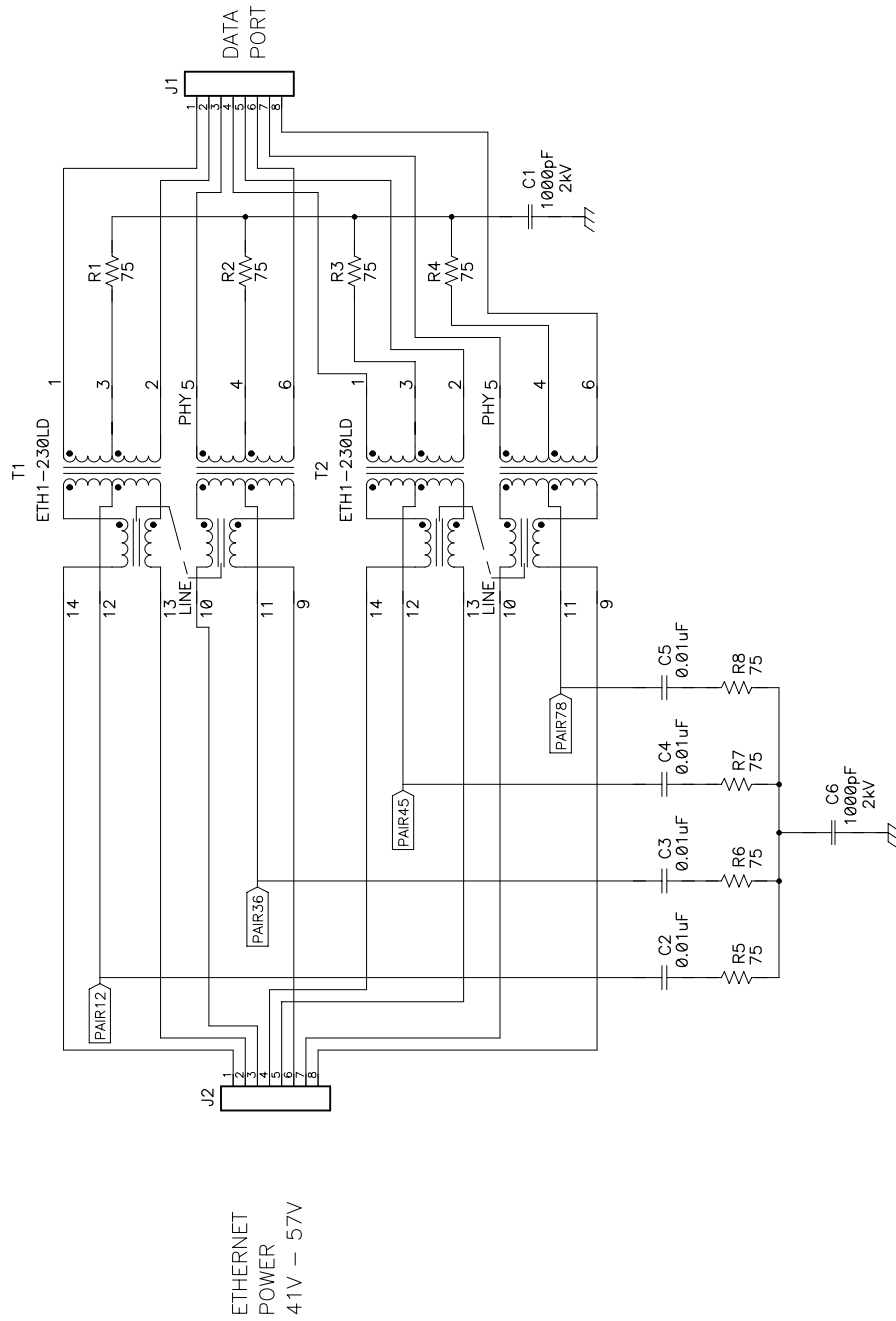 T1
ETH1-230LD
1
3
2
PHY
5
4
6
14
12
13
LINE
10
11
9
T2
ETH1-230LD
1
3
2
PHY
5
4
6
14
12
13
LINE
10
11
9
J1
1
2
3
4
5
6
7
8
DATA
PORT
R1
75
R2
75
R3
75
R4
75
C1
1000pF
2kV
J2
1
2
3
4
5
6
7
8
ETHERNET
POWER
41V - 57V
PAIR12
PAIR36
PAIR45
PAIR78
C2
0.01uF
C3
0.01uF
C4
0.01uF
C5
0.01uF
R5
75
R6
75
R7
75
R8
75
C6
1000pF
2kV